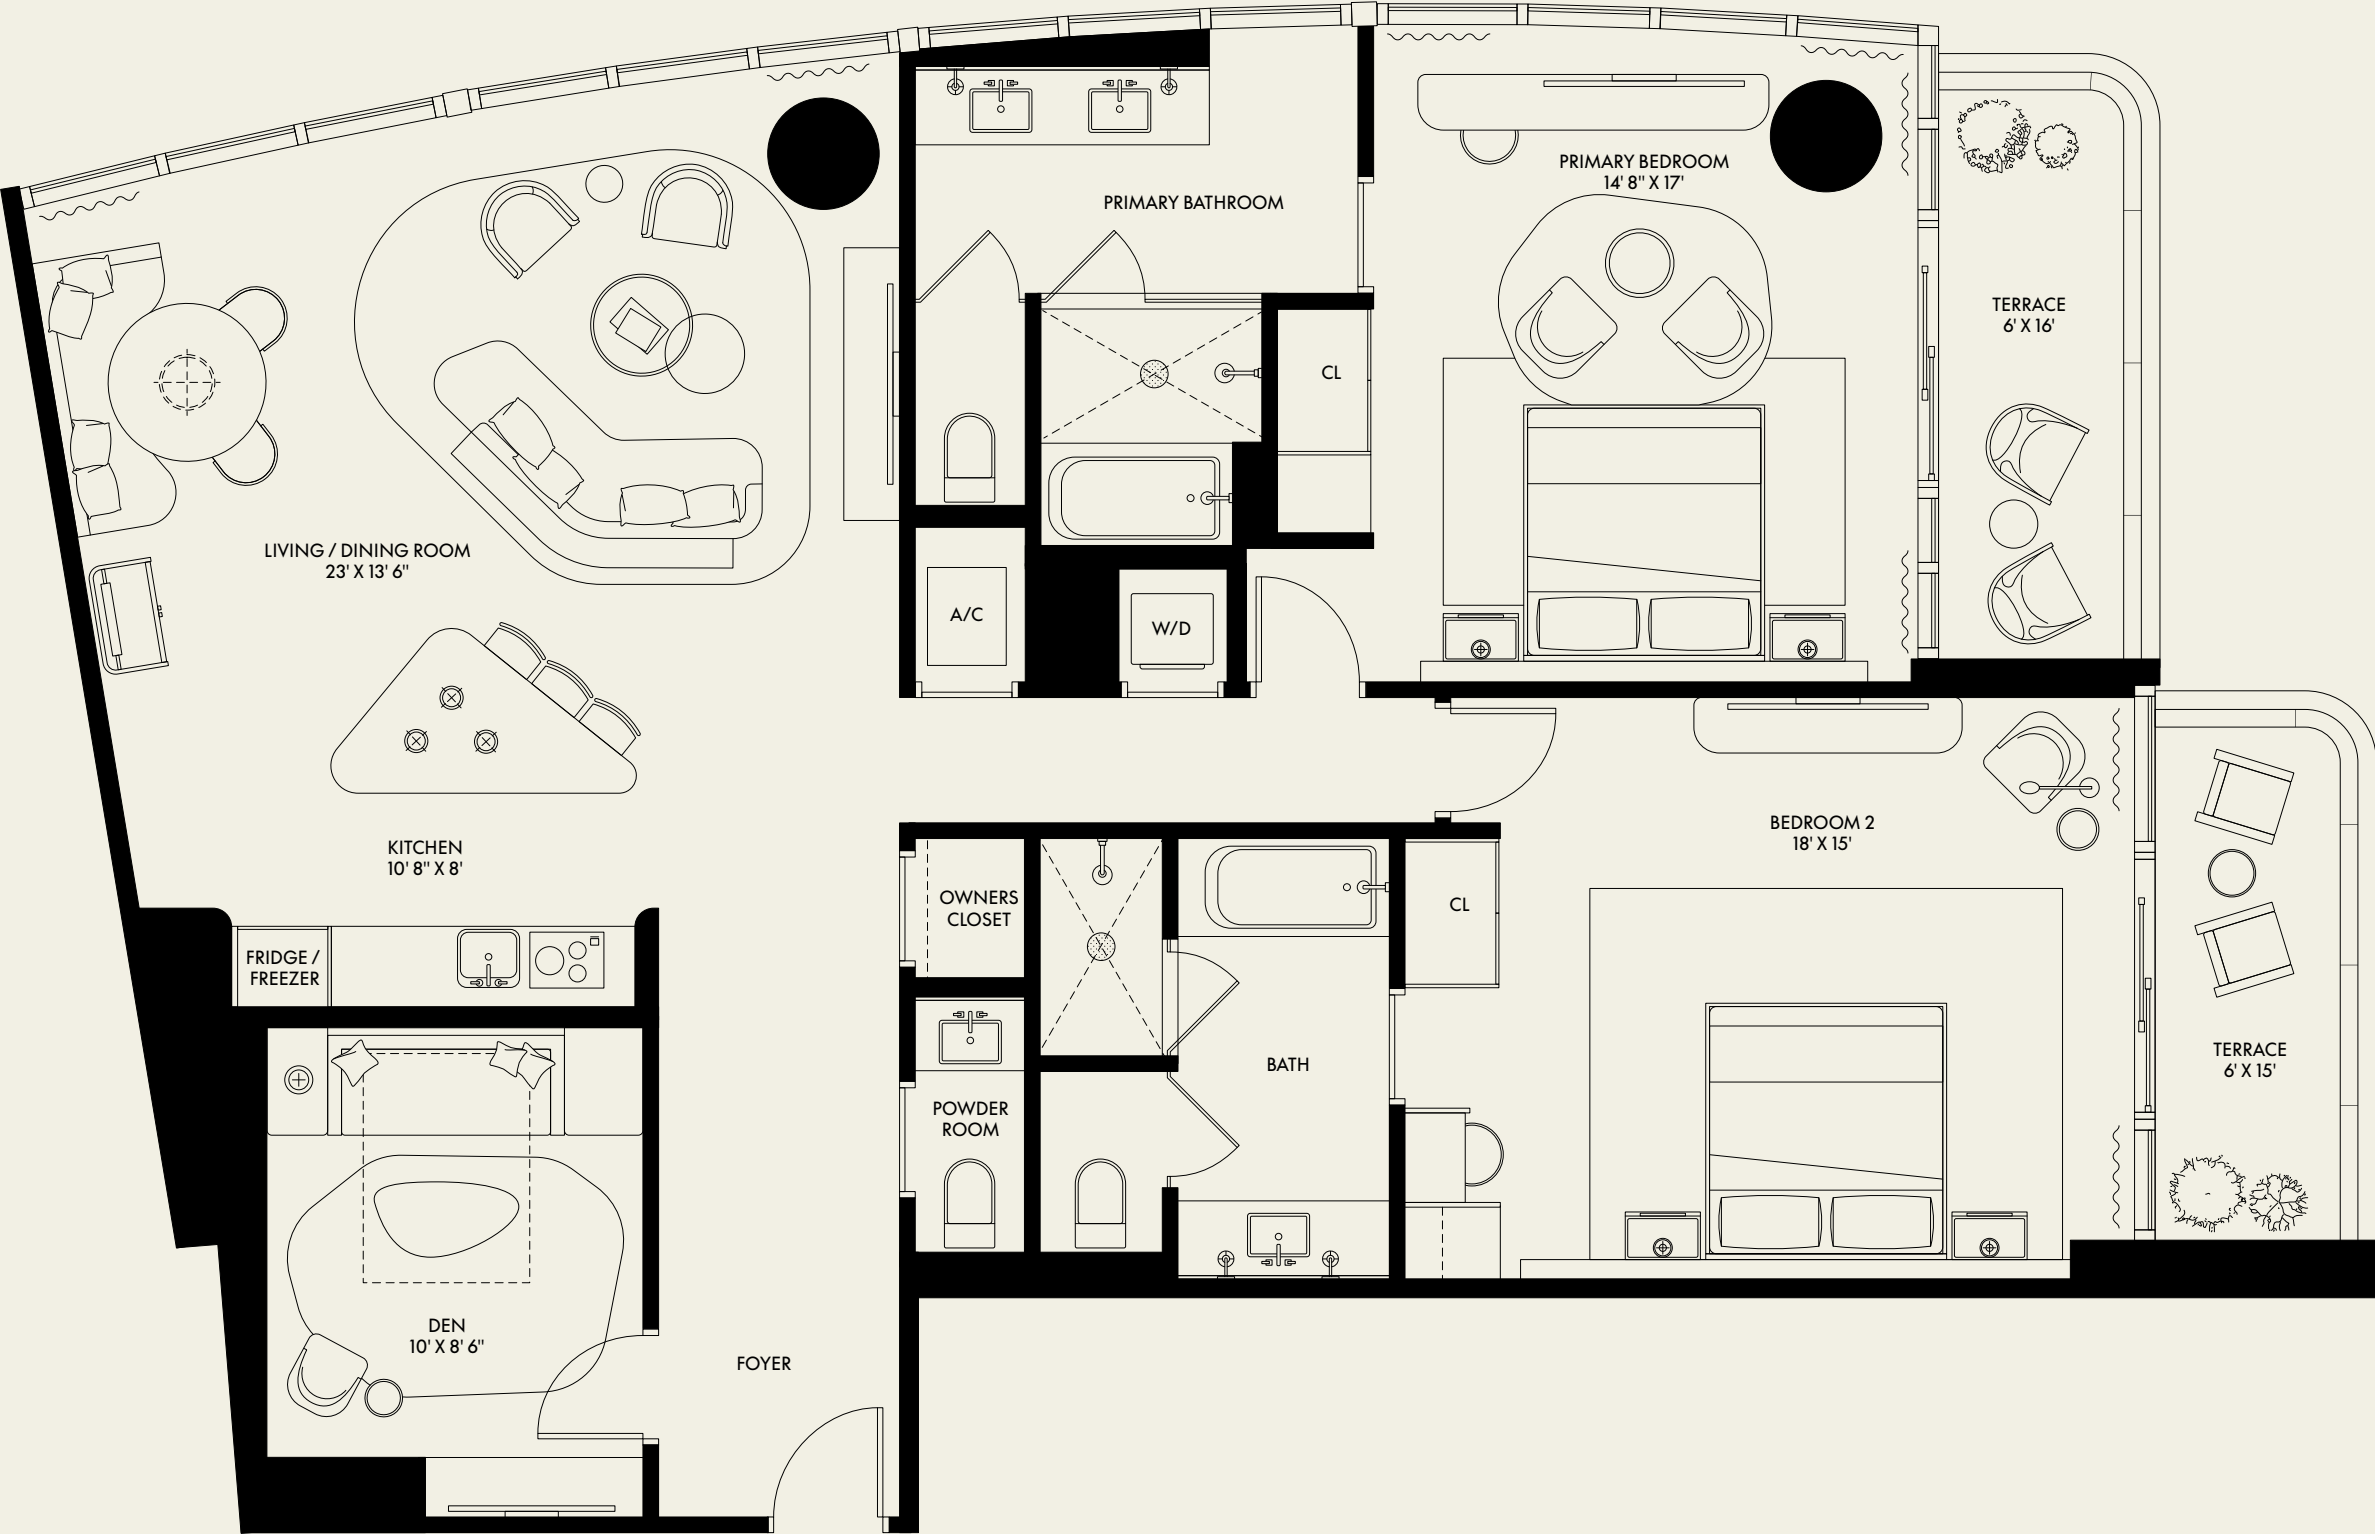 PRIMARY BEDROOM
14' 8" X 17'
PRIMARY BATHROOM
TERRACE
6' X 16'
CL
LIVING / DINING ROOM
23' X 13' 6"
A/C
W/D
BEDROOM 2
18' X 15'
KITCHEN
10' 8" X 8'
OWNERS
CLOSET
CL
FRIDGE /
FREEZER
TERRACE
6' X 15'
BATH
POWDER
ROOM
DEN
10' X 8' 6"
FOYER